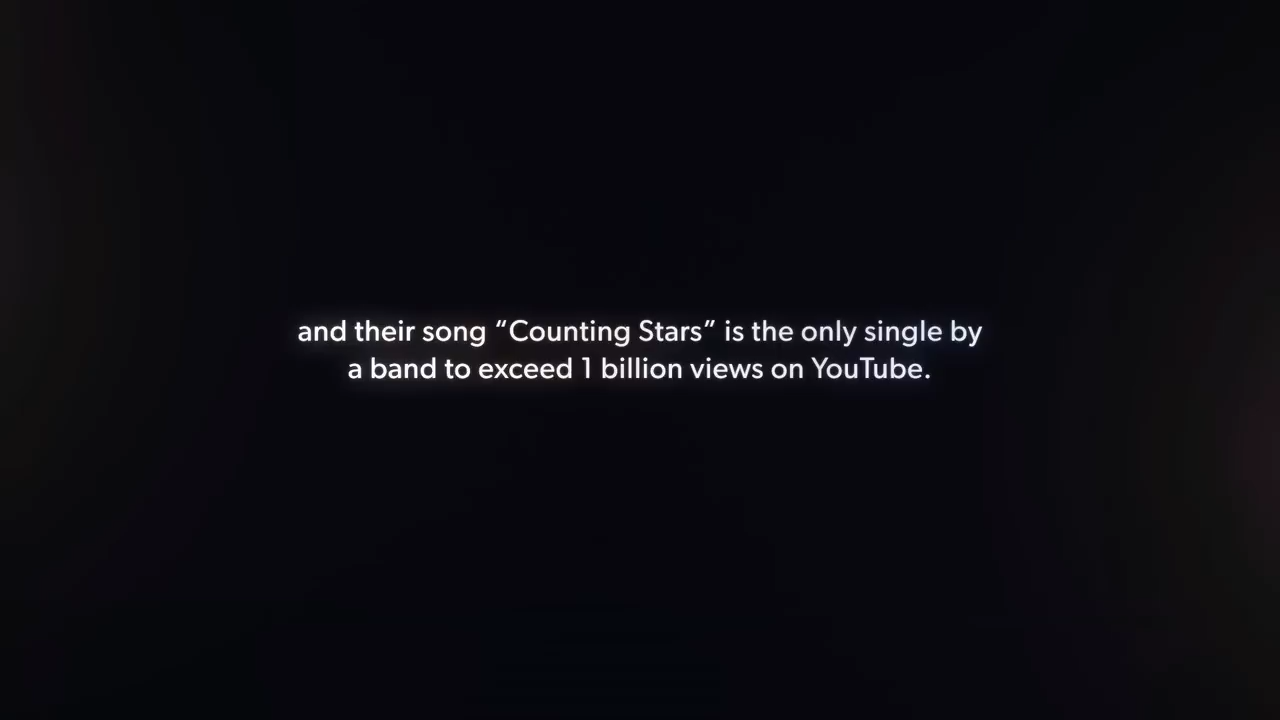 and their song “Counting Stars” is the only single by
a band to exceed 1 billion views on YouTube.